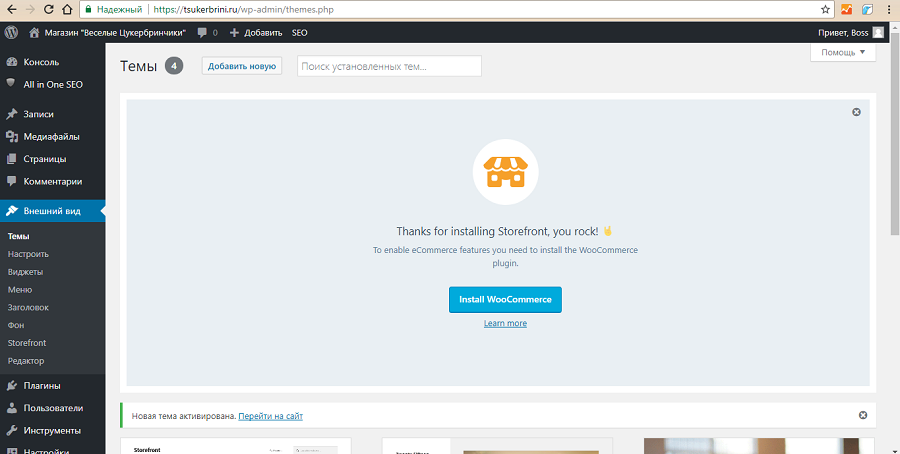 Надежный https://tsukerbrini.ru/wp-admin/themes.php
Магазин "Веселые Цукербринчики" 0 Добавить SEO Привет, Boss
Помощь
Консоль
All in One SEO
Записи
Медиафайлы
Страницы
Комментарии
Внешний вид
Темы
Настроить
Виджеты
Меню
Заголовок
Фон
Storefront
Редактор
Плагины
Пользователи
Инструменты
Настройки
Темы 4 Добавить новую Поиск установленных тем...
Thanks for installing Storefront, you rock!
To enable eCommerce features you need to install the WooCommerce
plugin.
Install WooCommerce
Learn more
Новая тема активирована. Перейти на сайт
Storefront